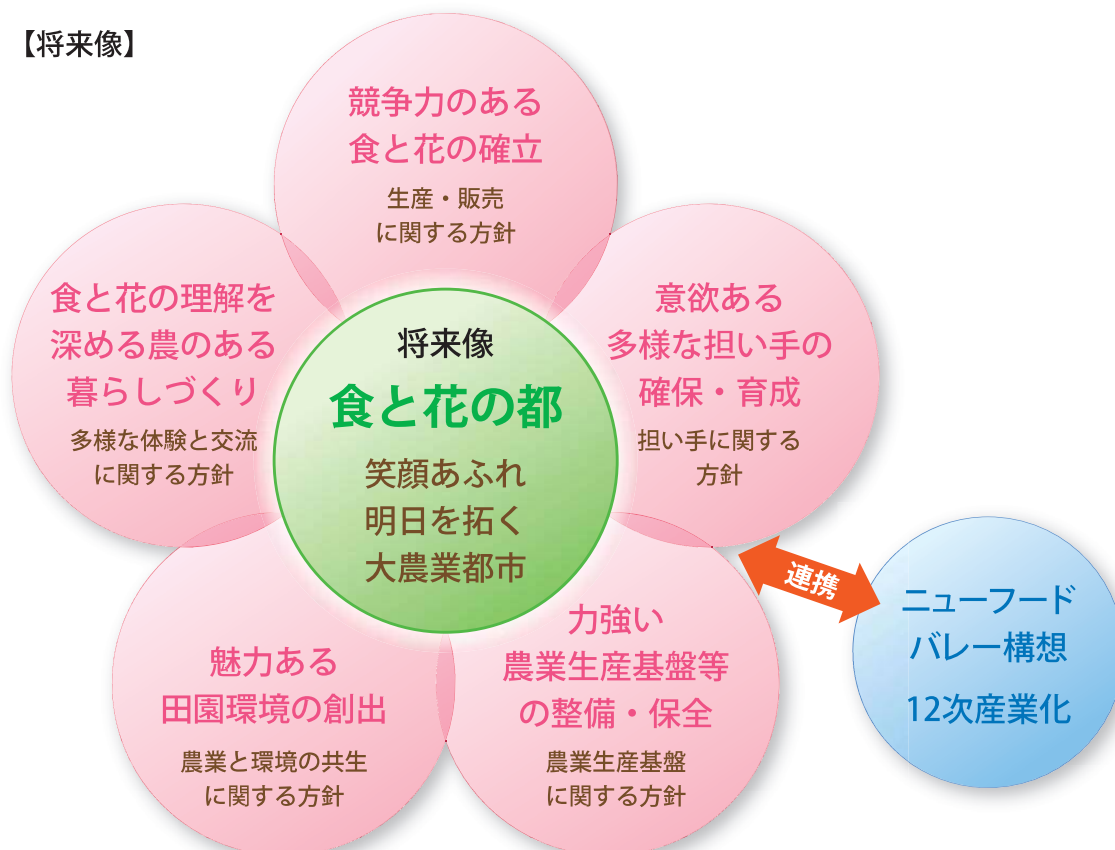 【将来像】
競争力のある
食と花の確立
生産・販売
に関する方針
食と花の理解を
深める農のある
暮らしづくり
多様な体験と交流
に関する方針
将来像
食と花の都
笑顔あふれ
明日を拓く
大農業都市
意欲ある
多様な担い手の
確保・育成
担い手に関する
方針
魅力ある
田園環境の創出
農業と環境の共生
に関する方針
力強い
農業生産基盤等
の整備・保全
農業生産基盤
に関する方針
連携
ニューフード
バレー構想
12次産業化